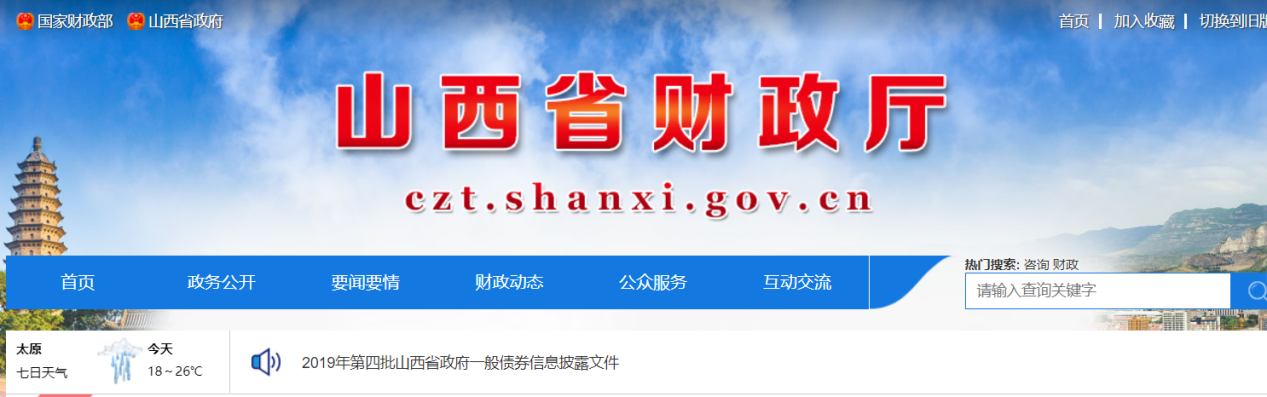 国家财政部 山西省政府 首页 | 加入收藏 | 切换到旧版
山西省财政厅
czt.shanxi.gov.cn
首页 政务公开 要闻要情 财政动态 公众服务 互动交流
热门搜索: 咨询 财政
请输入查询关键字
太原 今天
七日天气 18~26℃
2019年第四批山西省政府一般债券信息披露文件